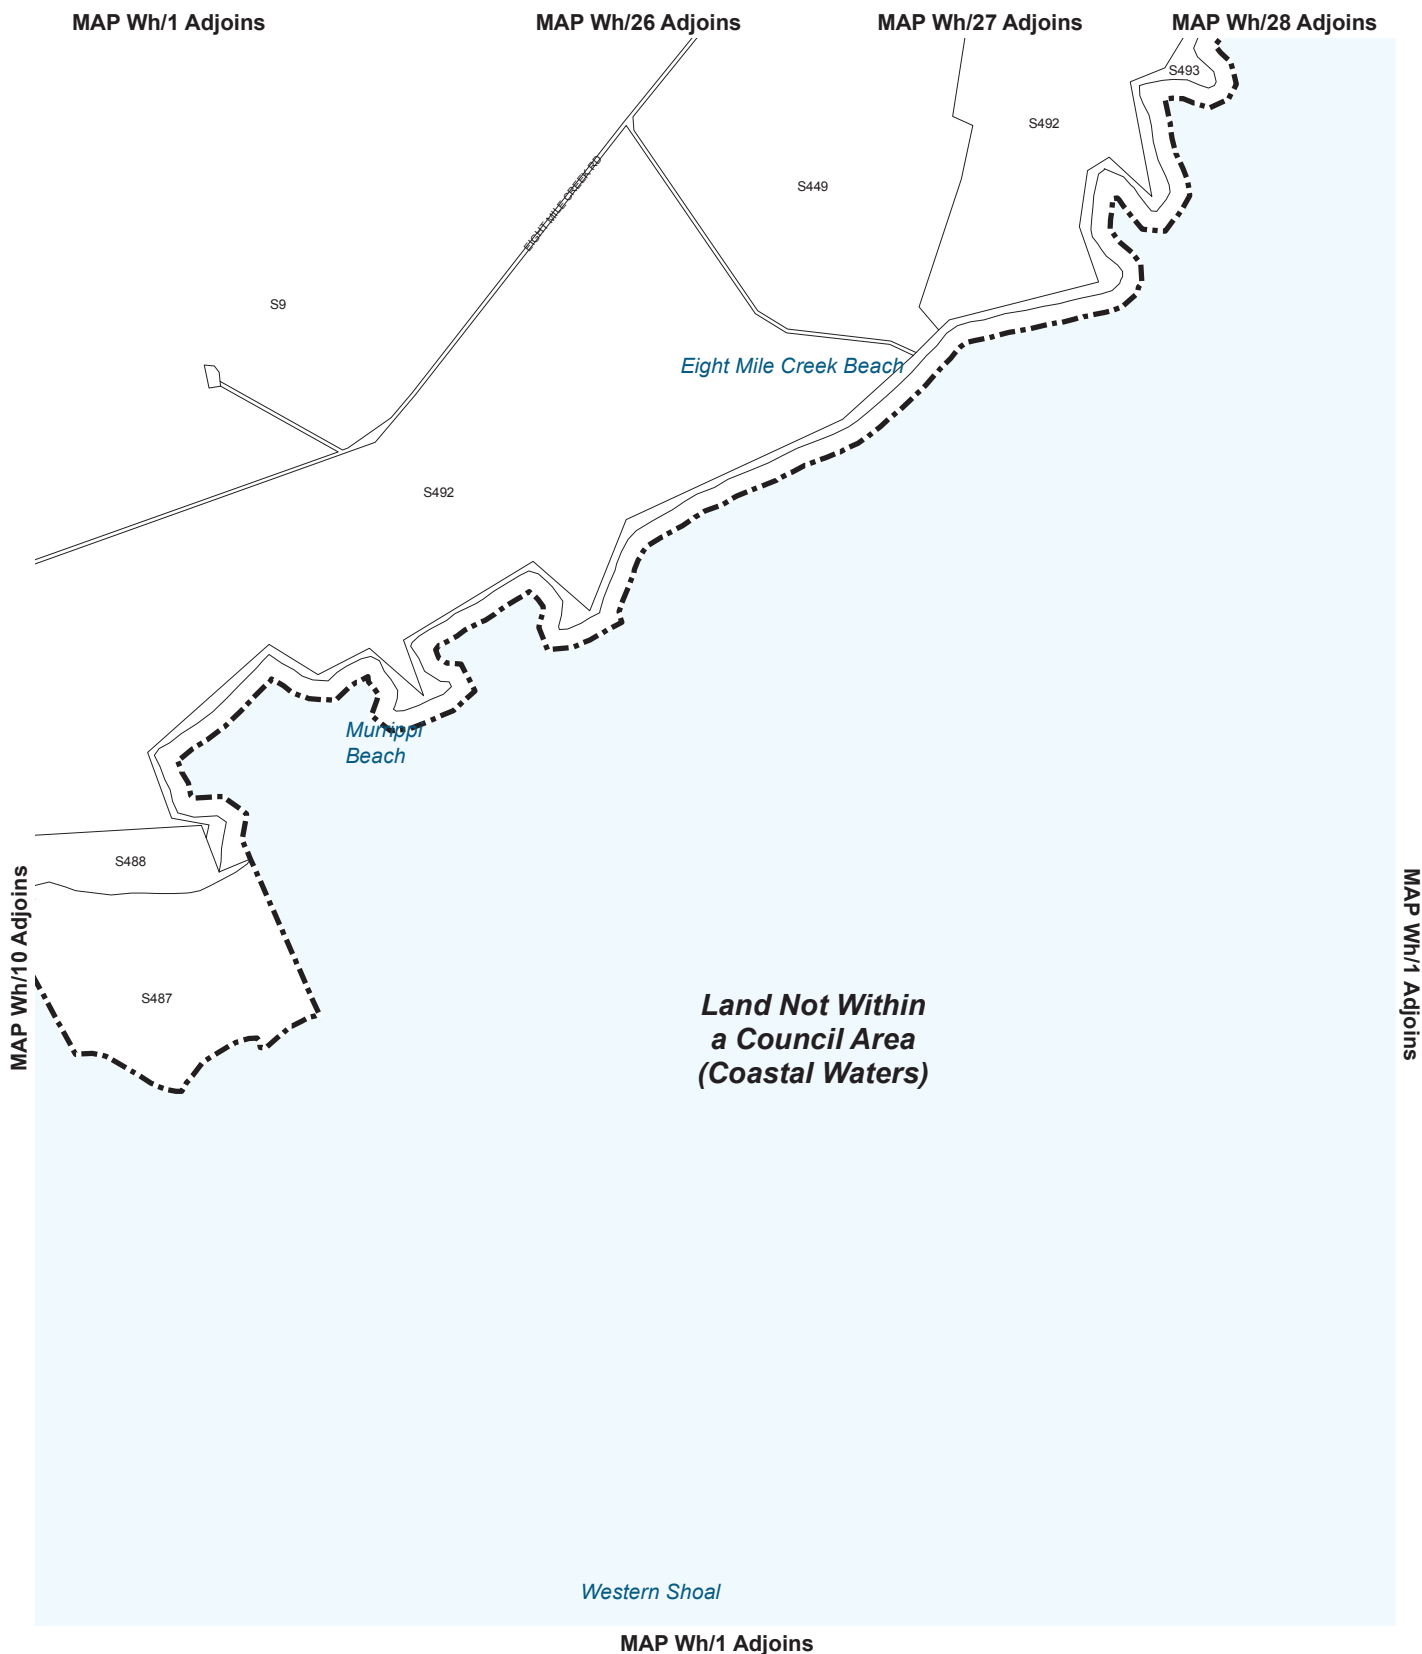 MAP Wh/1 Adjoins
MAP Wh/26 Adjoins
MAP Wh/27 Adjoins
MAP Wh/28 Adjoins
S493
S492
EIGHT MILE CREEK RD
S449
S9
Eight Mile Creek Beach
S492
Murrippi
Beach
S488
MAP Wh/10 Adjoins
MAP Wh/1 Adjoins
S487
Land Not Within
a Council Area
(Coastal Waters)
Western Shoal
MAP Wh/1 Adjoins